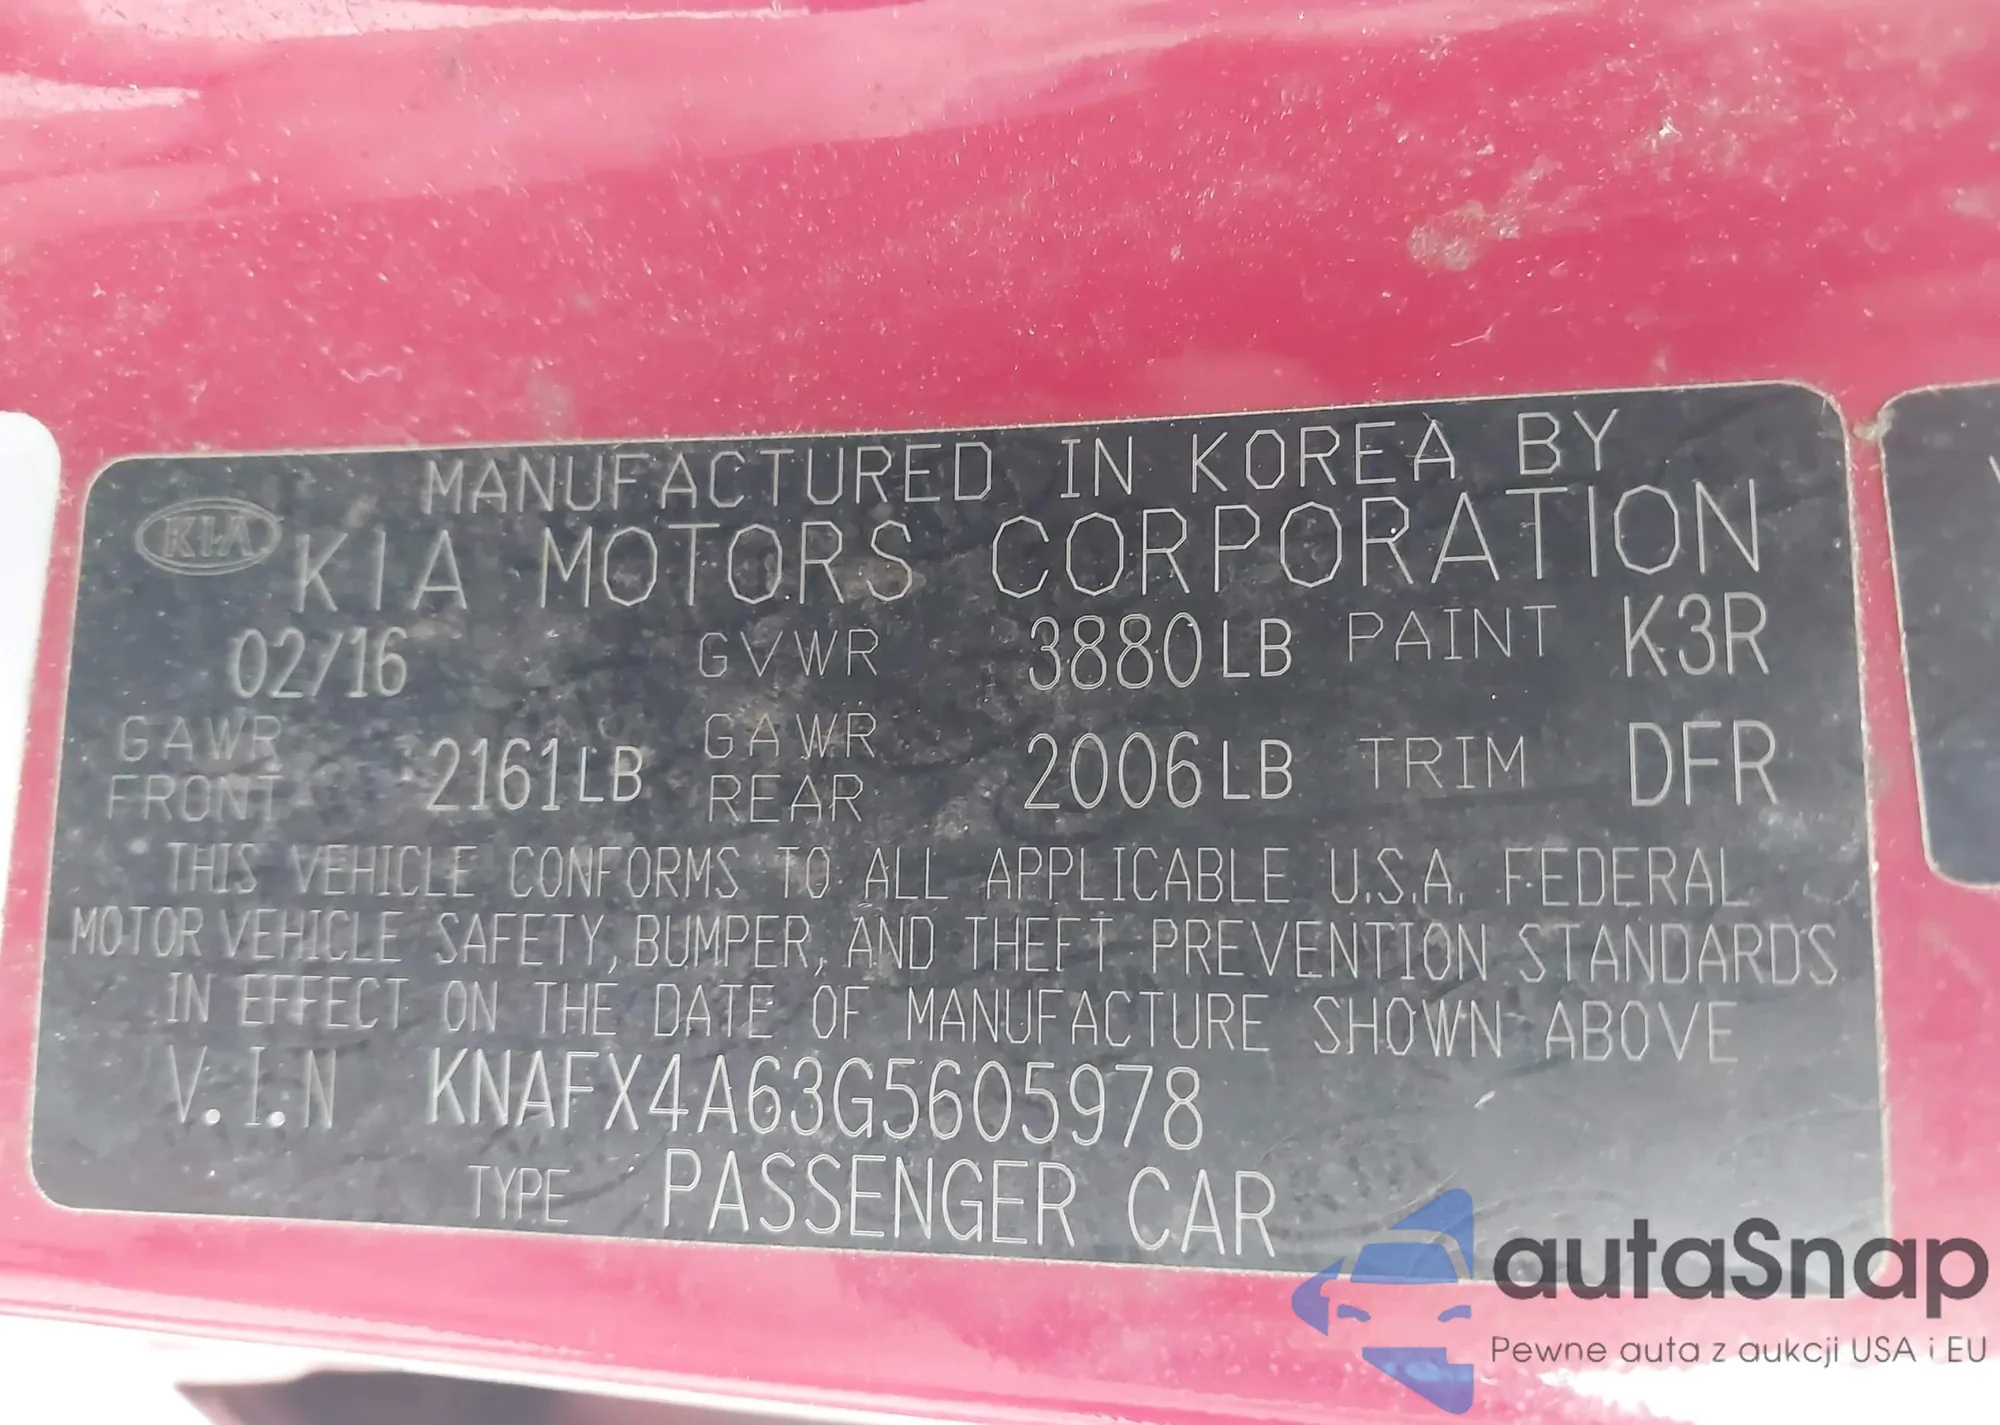 MANUFACTURED IN KOREA BY
KIA
KIA MOTORS CORPORATION
02/16 GVWR 3880LB PAINT K3R
GAWR FRONT 2161LB GAWR REAR 2006LB TRIM DFR
THIS VEHICLE CONFORMS TO ALL APPLICABLE U.S.A. FEDERAL
MOTOR VEHICLE SAFETY, BUMPER, AND THEFT PREVENTION STANDARDS
IN EFFECT ON THE DATE OF MANUFACTURE SHOWN ABOVE
V.I.N KNAFX4A63G5605978
TYPE PASSENGER CAR
autaSnap
Pewne auta z aukcji USA i EU